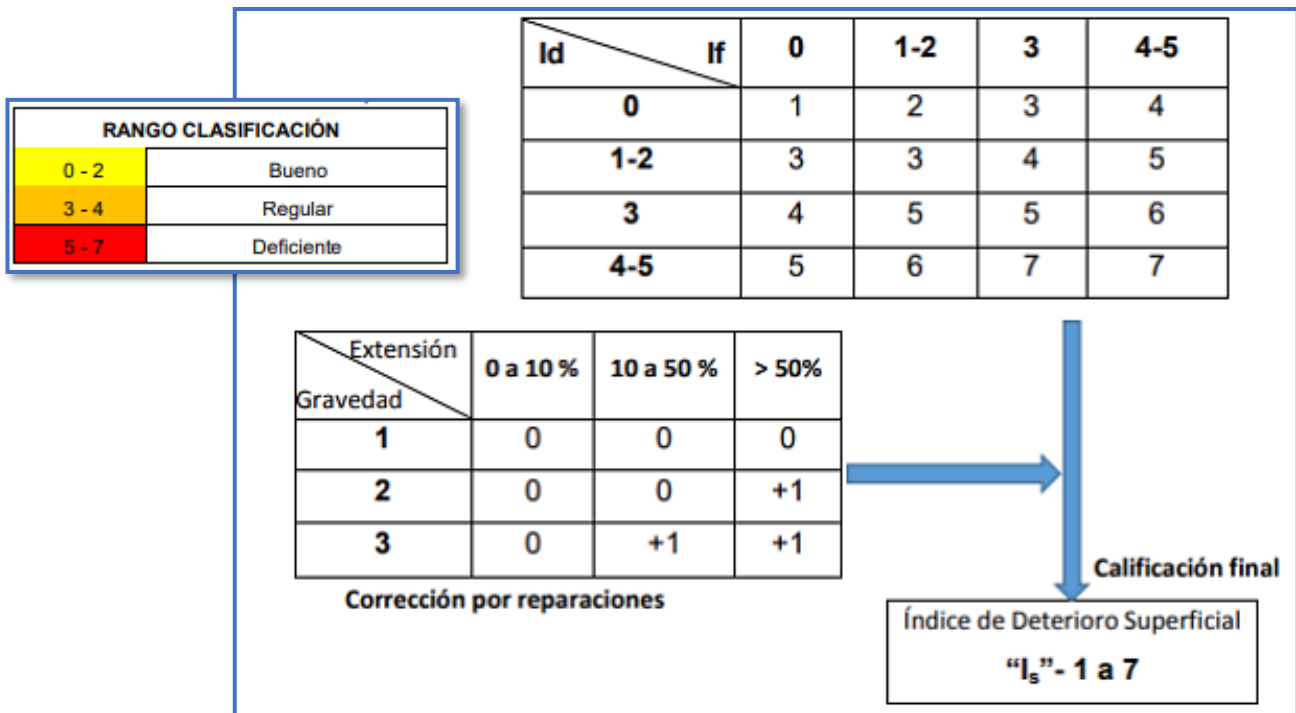 Id If 0 1-2 3 4-5
0 1 2 3 4
1-2 3 3 4 5
3 4 5 5 6
4-5 5 6 7 7
RANGO CLASIFICACIÓN
0 - 2 Bueno
3 - 4 Regular
5 - 7 Deficiente
Extensión
Gravedad
0 a 10 % 10 a 50 % > 50%
1 0 0 0
2 0 0 +1
3 0 +1 +1
Corrección por reparaciones
Calificación final
Índice de Deterioro Superficial
“Iₛ”- 1 a 7